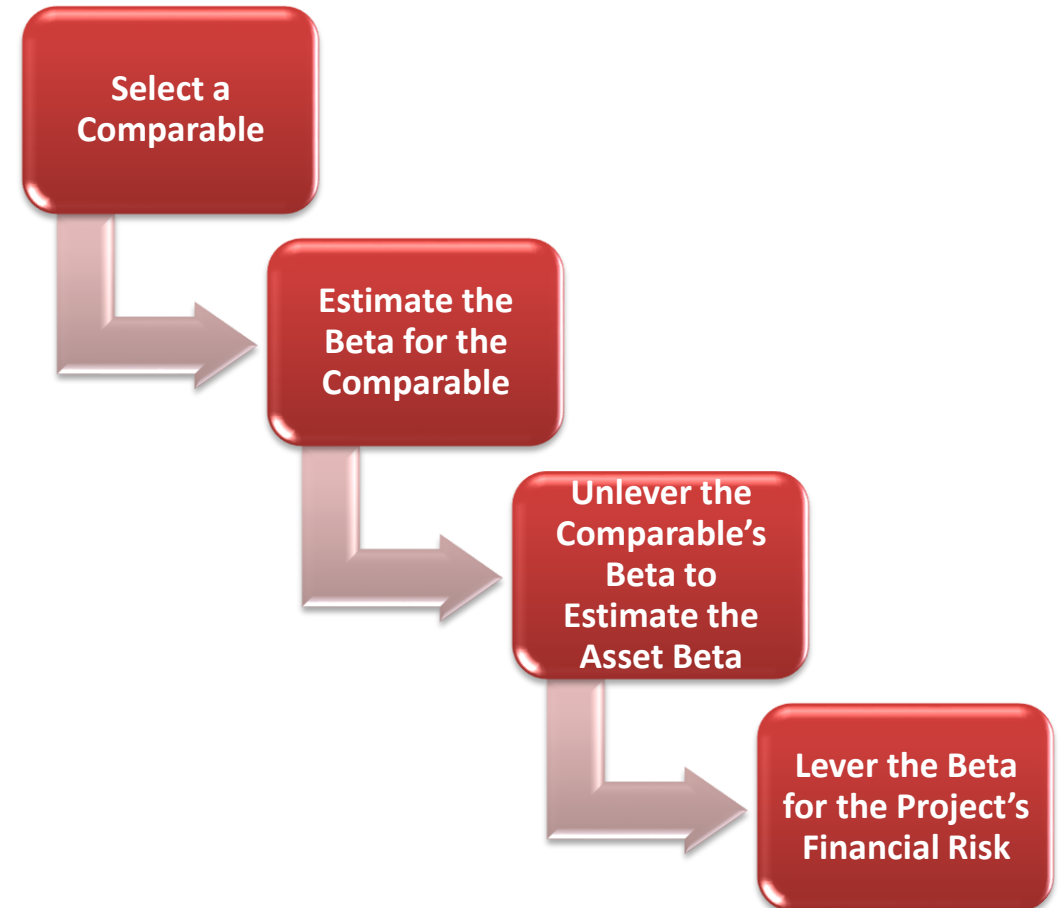 Select a
Comparable
Estimate the
Beta for the
Comparable
Unlever the
Comparable’s
Beta to
Estimate the
Asset Beta
Lever the Beta
for the Project’s
Financial Risk